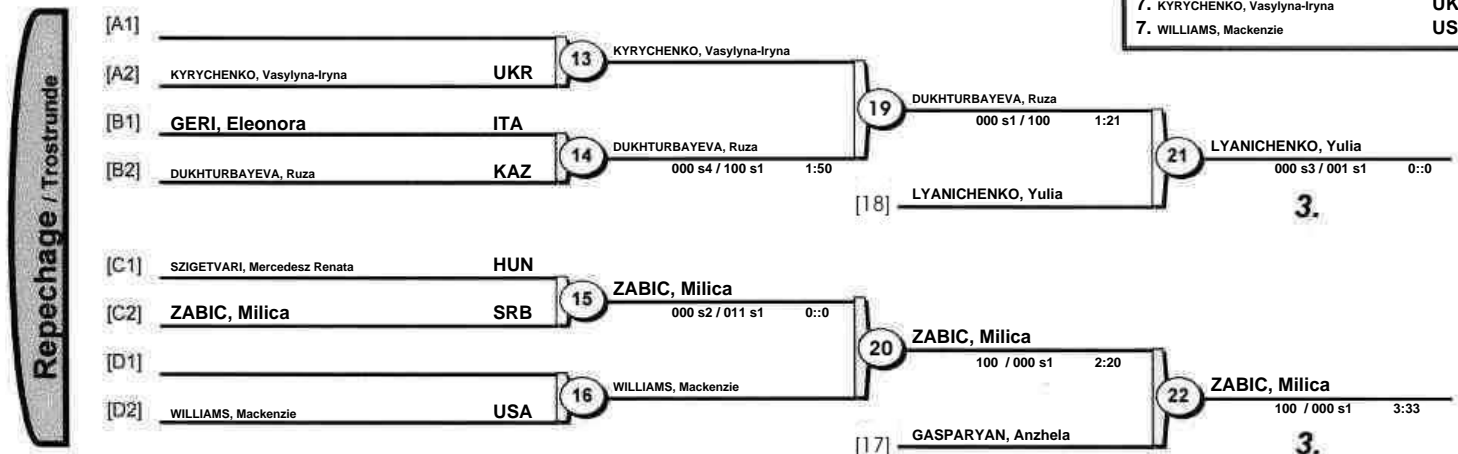 7. KYRYCHENKO, Vasylyna-Iryna UK
7. WILLIAMS, Mackenzie US
Repechage / Trostrunde
[A1]
[A2] KYRYCHENKO, Vasylyna-Iryna UKR
13 KYRYCHENKO, Vasylyna-Iryna
[B1] GERI, Eleonora ITA
[B2] DUKHTURBAYEVA, Ruza KAZ
14 DUKHTURBAYEVA, Ruza
000 s4 / 100 s1 1:50
19 DUKHTURBAYEVA, Ruza
000 s1 / 100 1:21
[18] LYANICHENKO, Yulia
21 LYANICHENKO, Yulia
000 s3 / 001 s1 0::0
3.
[C1] SZIGETVARI, Mercedesz Renata HUN
[C2] ZABIC, Milica SRB
15 ZABIC, Milica
000 s2 / 011 s1 0::0
[D1]
[D2] WILLIAMS, Mackenzie USA
16 WILLIAMS, Mackenzie
20 ZABIC, Milica
100 / 000 s1 2:20
[17] GASPARYAN, Anzhela
22 ZABIC, Milica
100 / 000 s1 3:33
3.